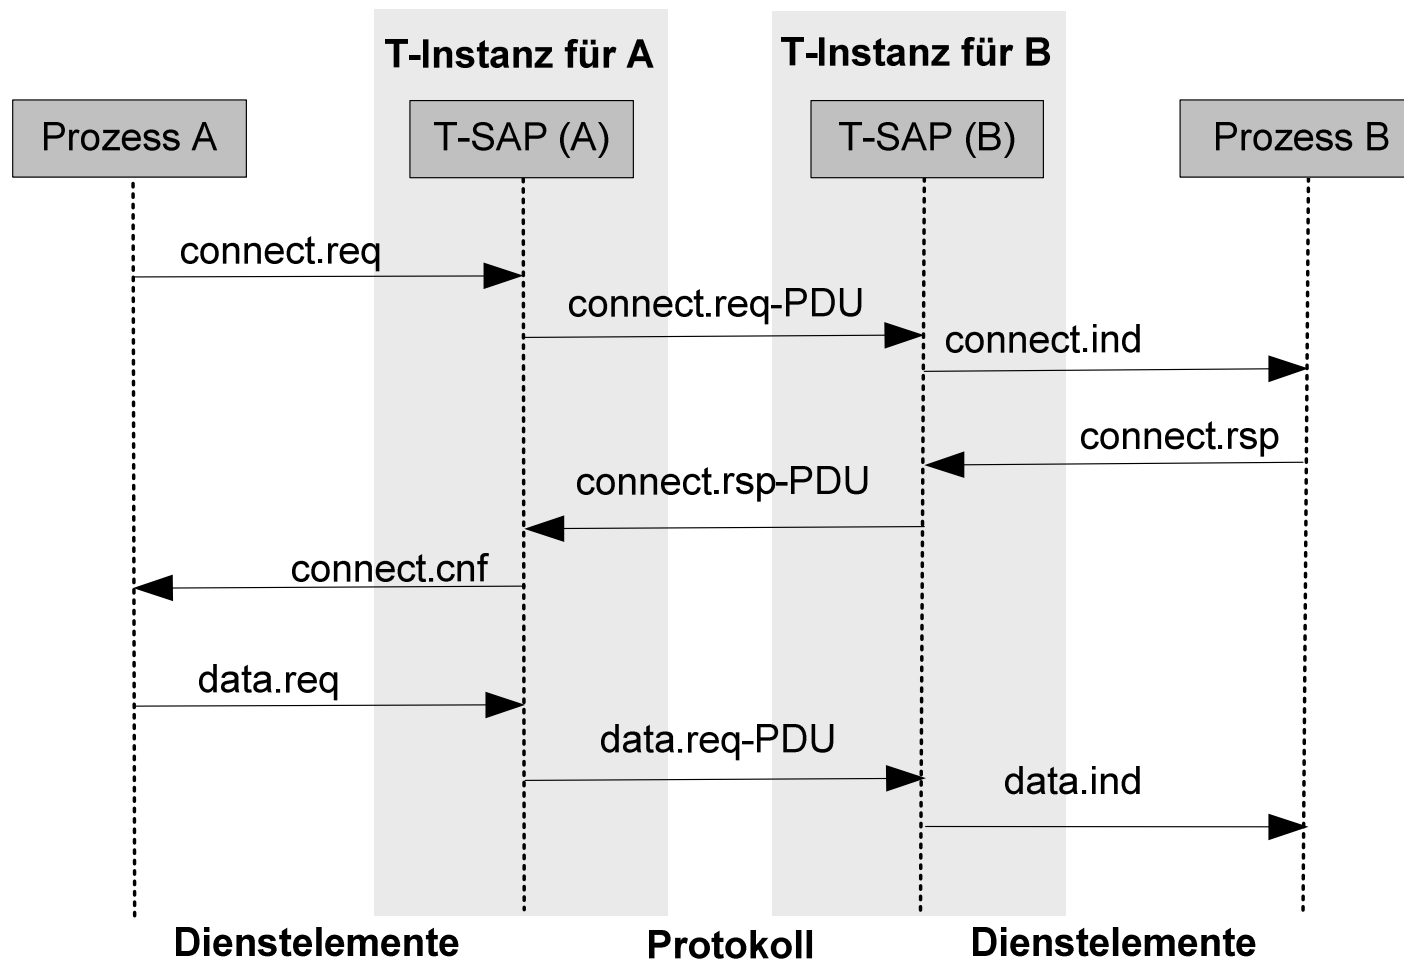 T-Instanz für A
T-Instanz für B
Prozess A
T-SAP (A)
T-SAP (B)
Prozess B
connect.req
connect.req-PDU
connect.ind
connect.rsp
connect.rsp-PDU
connect.cnf
data.req
data.req-PDU
data.ind
Dienstelemente
Protokoll
Dienstelemente